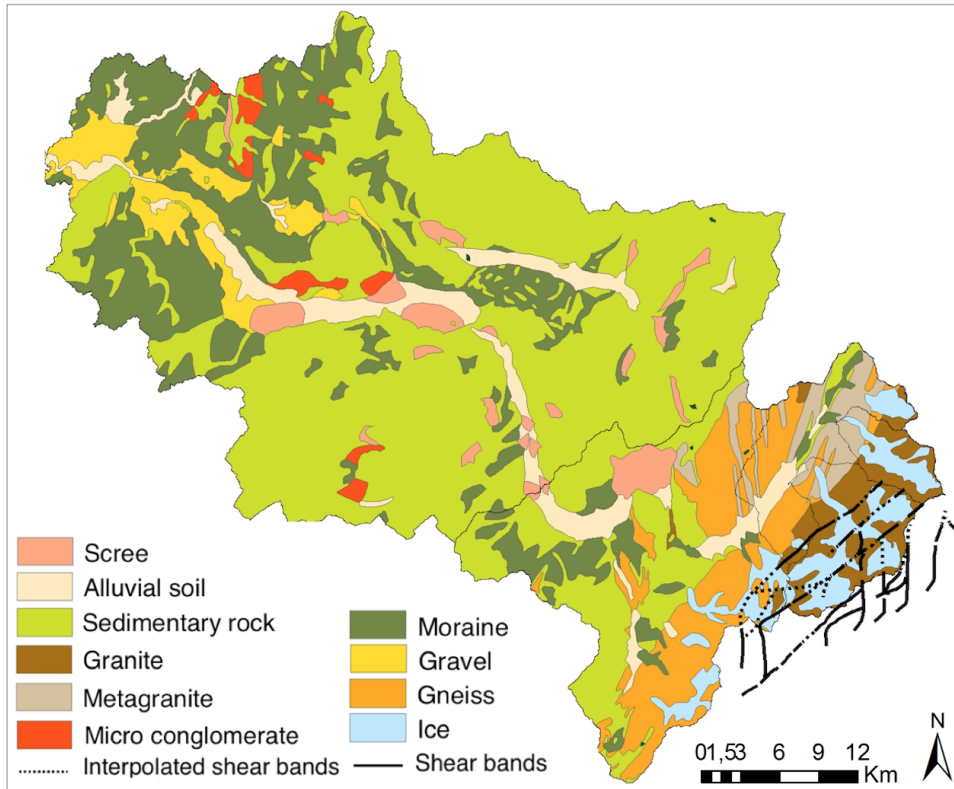 Scree
Alluvial soil
Sedimentary rock
Granite
Metagranite
Micro conglomerate
Interpolated shear bands
Moraine
Gravel
Gneiss
Ice
Shear bands
N
01,53 6 9 12
Km